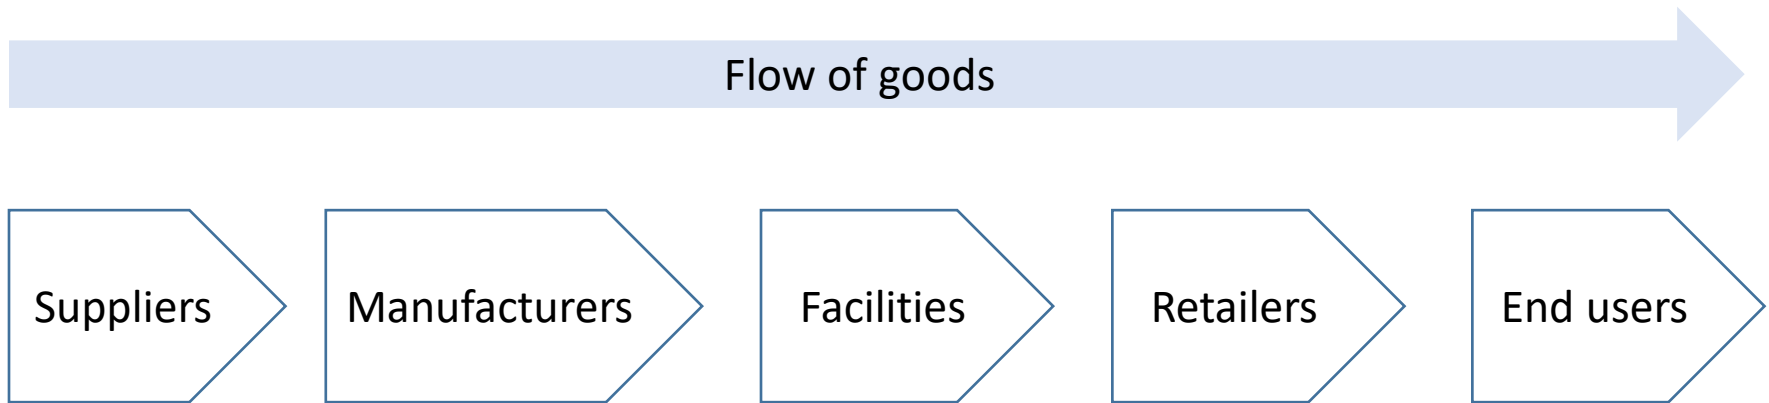 Flow of goods
Suppliers
Manufacturers
Facilities
Retailers
End users